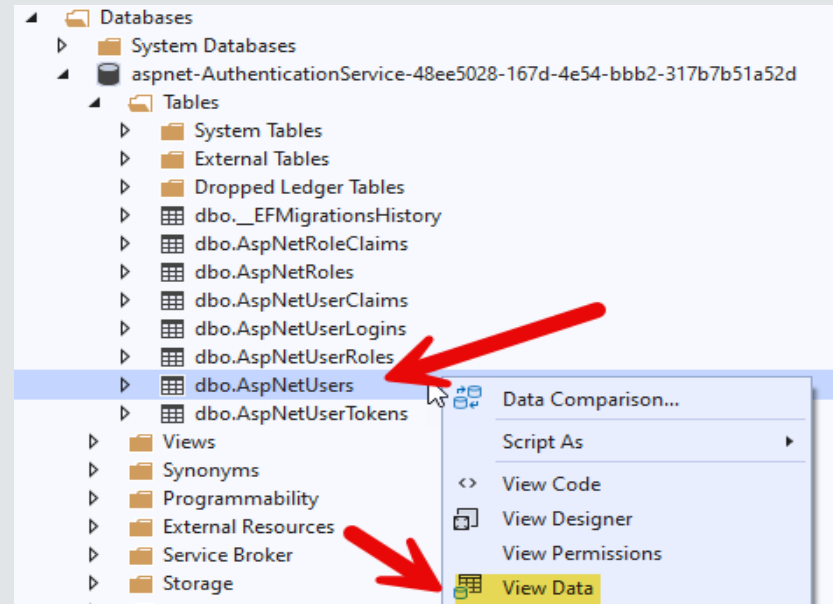 Databases
System Databases
aspnet-AuthenticationService-48ee5028-167d-4e54-bbb2-317b7b51a52d
Tables
System Tables
External Tables
Dropped Ledger Tables
dbo.__EFMigrationsHistory
dbo.AspNetRoleClaims
dbo.AspNetRoles
dbo.AspNetUserClaims
dbo.AspNetUserLogins
dbo.AspNetUserRoles
dbo.AspNetUsers
dbo.AspNetUserTokens
Views
Synonyms
Programmability
External Resources
Service Broker
Storage
Data Comparison...
Script As
View Code
View Designer
View Permissions
View Data